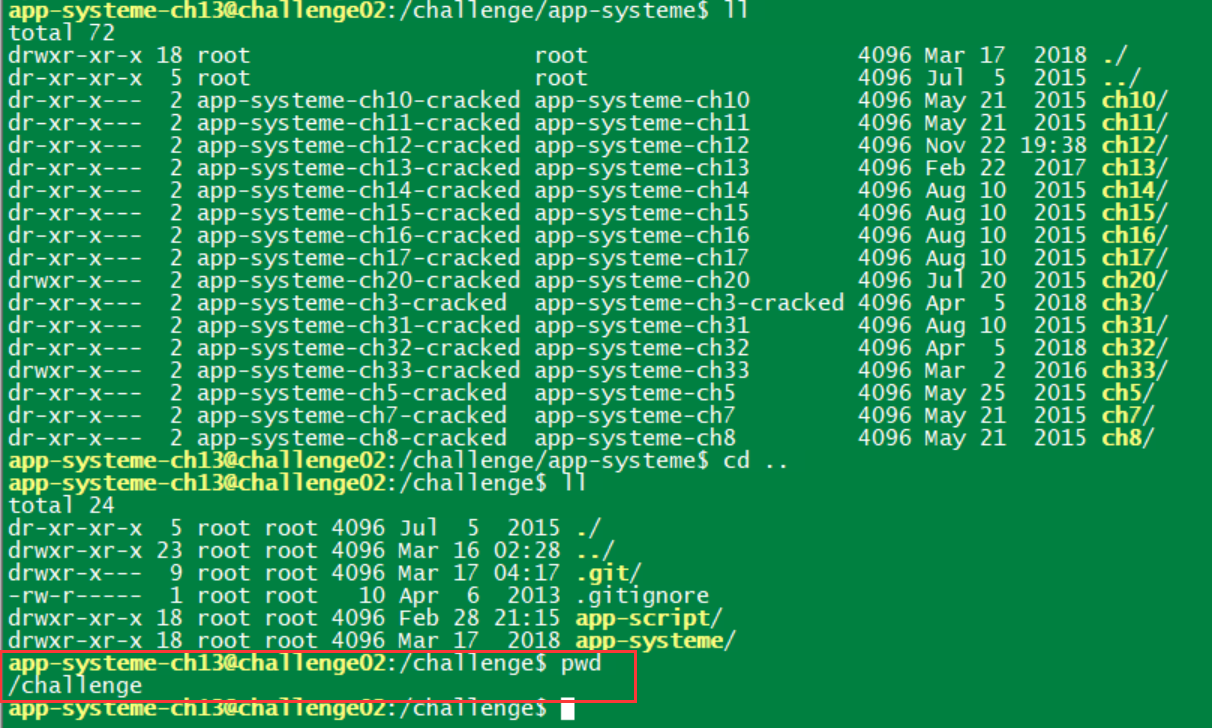 app-systeme-ch13@challenge02:/challenge/app-systeme$ ll
total 72
drwxr-xr-x 18 root                     root                     4096 Mar 17  2018 ./
dr-xr-xr-x  5 root                     root                     4096 Jul  5  2015 ../
dr-xr-x---  2 app-systeme-ch10-cracked app-systeme-ch10         4096 May 21  2015 ch10/
dr-xr-x---  2 app-systeme-ch11-cracked app-systeme-ch11         4096 May 21  2015 ch11/
dr-xr-x---  2 app-systeme-ch12-cracked app-systeme-ch12         4096 Nov 22 19:38 ch12/
dr-xr-x---  2 app-systeme-ch13-cracked app-systeme-ch13         4096 Feb 22  2017 ch13/
dr-xr-x---  2 app-systeme-ch14-cracked app-systeme-ch14         4096 Aug 10  2015 ch14/
dr-xr-x---  2 app-systeme-ch15-cracked app-systeme-ch15         4096 Aug 10  2015 ch15/
dr-xr-x---  2 app-systeme-ch16-cracked app-systeme-ch16         4096 Aug 10  2015 ch16/
dr-xr-x---  2 app-systeme-ch17-cracked app-systeme-ch17         4096 Aug 10  2015 ch17/
drwxr-x---  2 app-systeme-ch20-cracked app-systeme-ch20         4096 Jul 20  2015 ch20/
dr-xr-x---  2 app-systeme-ch3-cracked  app-systeme-ch3-cracked 4096 Apr  5  2018 ch3/
dr-xr-x---  2 app-systeme-ch31-cracked app-systeme-ch31         4096 Aug 10  2015 ch31/
dr-xr-x---  2 app-systeme-ch32-cracked app-systeme-ch32         4096 Apr  5  2018 ch32/
drwxr-x---  2 app-systeme-ch33-cracked app-systeme-ch33         4096 Mar  2  2016 ch33/
dr-xr-x---  2 app-systeme-ch5-cracked  app-systeme-ch5          4096 May 25  2015 ch5/
dr-xr-x---  2 app-systeme-ch7-cracked  app-systeme-ch7          4096 May 21  2015 ch7/
dr-xr-x---  2 app-systeme-ch8-cracked  app-systeme-ch8          4096 May 21  2015 ch8/
app-systeme-ch13@challenge02:/challenge/app-systeme$ cd ..
app-systeme-ch13@challenge02:/challenge$ ll
total 24
dr-xr-xr-x  5 root root 4096 Jul  5  2015 ./
drwxr-xr-x 23 root root 4096 Mar 16 02:28 ../
drwxr-x---  9 root root 4096 Mar 17 04:17 .git/
-rw-r-----  1 root root   10 Apr  6  2013 .gitignore
drwxr-xr-x 18 root root 4096 Feb 28 21:15 app-script/
drwxr-xr-x 18 root root 4096 Mar 17  2018 app-systeme/
app-systeme-ch13@challenge02:/challenge$ pwd
/challenge
app-systeme-ch13@challenge02:/challenge$